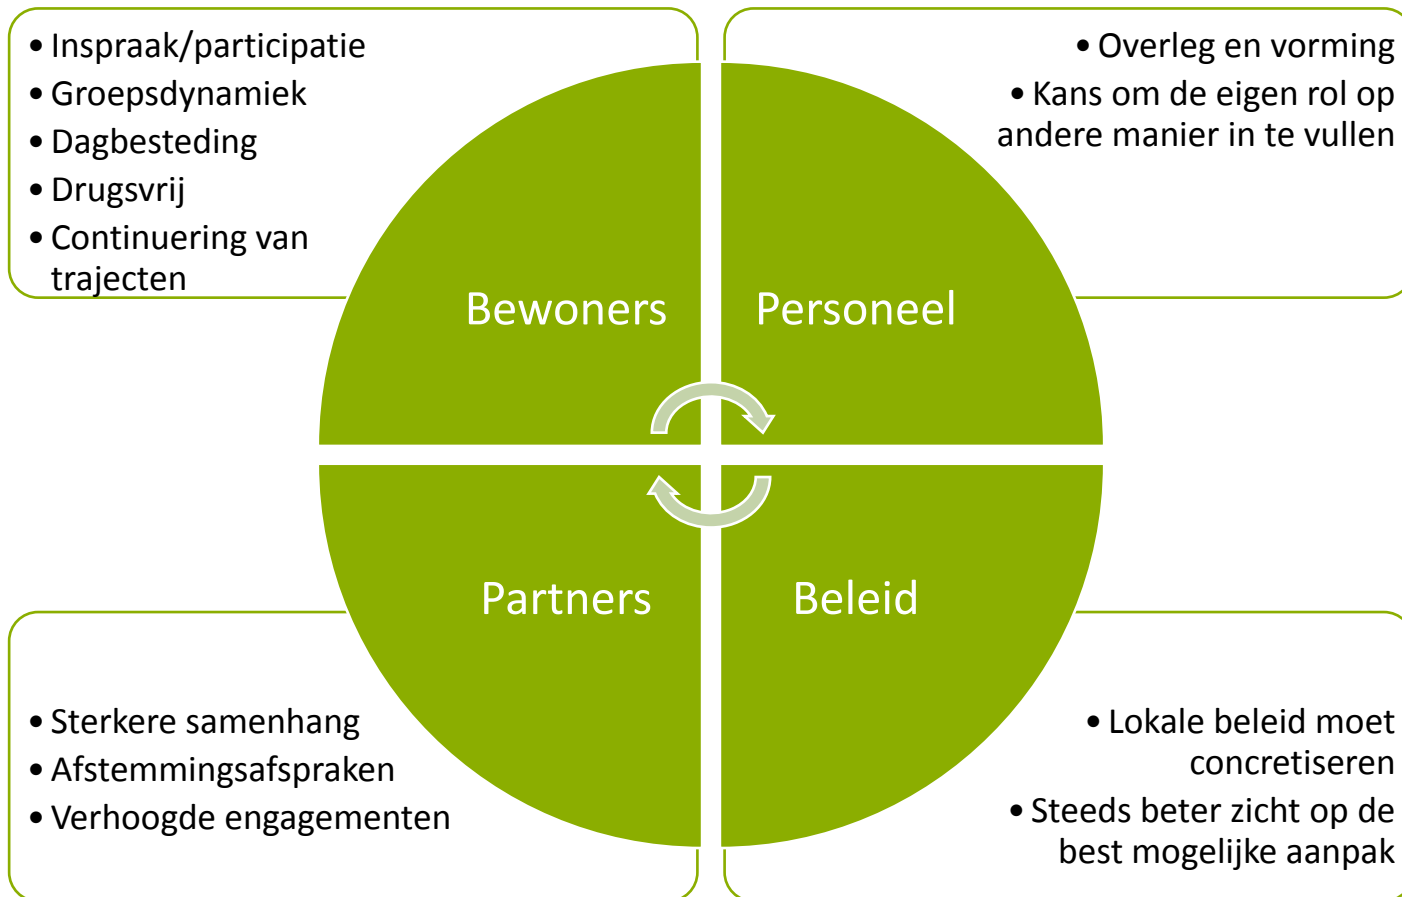 • Inspraak/participatie
• Groepsdynamiek
• Dagbesteding
• Drugsvrij
• Continuering van
trajecten
• Overleg en vorming
• Kans om de eigen rol op
andere manier in te vullen
Bewoners
Personeel
Partners
Beleid
• Sterkere samenhang
• Afstemmingsafspraken
• Verhoogde engagementen
• Lokale beleid moet
concretiseren
• Steeds beter zicht op de
best mogelijke aanpak